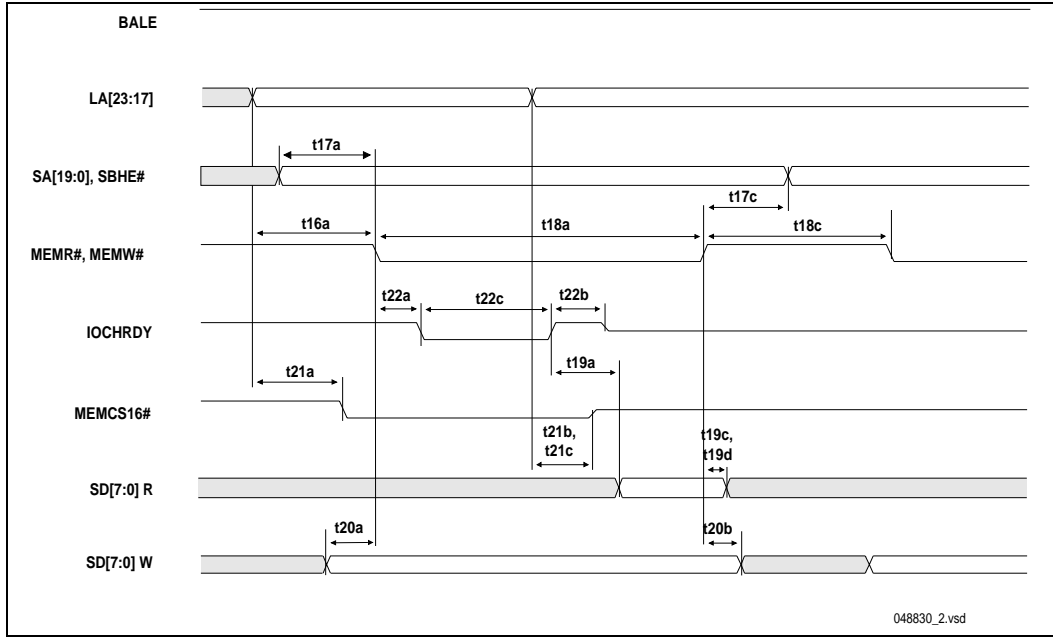 BALE
LA[23:17]
t17a
SA[19:0], SBHE#
t17c
t16a
t18a
t18c
MEMR#, MEMW#
t22a
t22c
t22b
IOCHRDY
t19a
t21a
MEMCS16#
t21b,
t21c
t19c,
t19d
SD[7:0] R
t20a
t20b
SD[7:0] W
048830_2.vsd